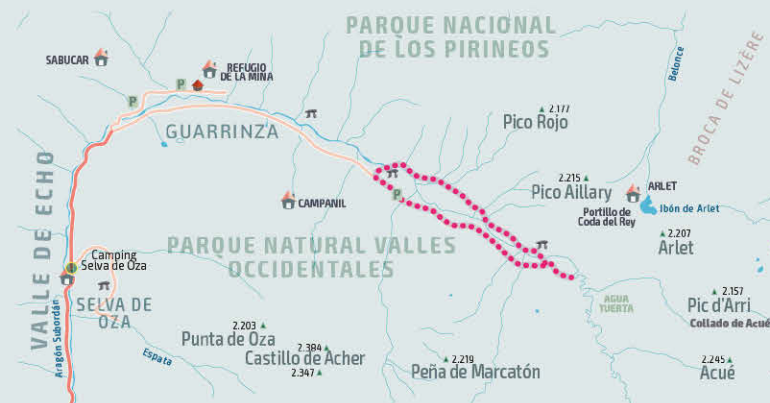 PARQUE NACIONAL
DE LOS PIRINEOS
SABUCAR
REFUGIO
DE LA MINA
P
P
GUARRINZA
Belonce
BROCA DE LIZÈRE
2.177
Pico Rojo
2.215
Pico Aillary
ARLET
Portillo de
Coda del Rey
Ibón de Arlet
2.207
Arlet
P
CAMPANIL
VALLE DE ECHO
PARQUE NATURAL VALLES
OCCIDENTALES
Camping
Selva de Oza
SELVA DE
OZA
Aragón Subordán
AGUA
TUERTA
2.157
Pic d'Arri
Collado de Acué
2.203
Punta de Oza
2.384
Castillo de Acher
2.347
Espata
2.219
Peña de Marcatón
2.245
Acué